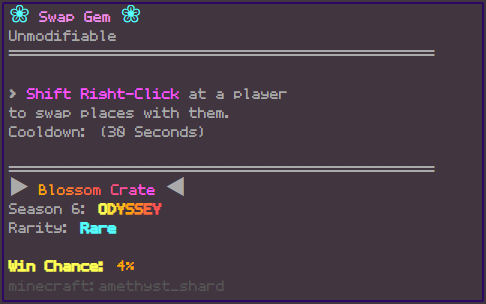 ❀ Swap Gem ❀
Unmodifiable
> Shift Right-Click at a player
to swap places with them.
Cooldown: (30 Seconds)
▶ Blossom Crate ◀
Season 6: ODYSSEY
Rarity: Rare
Win Chance: 4%
minecraft:amethyst_shard